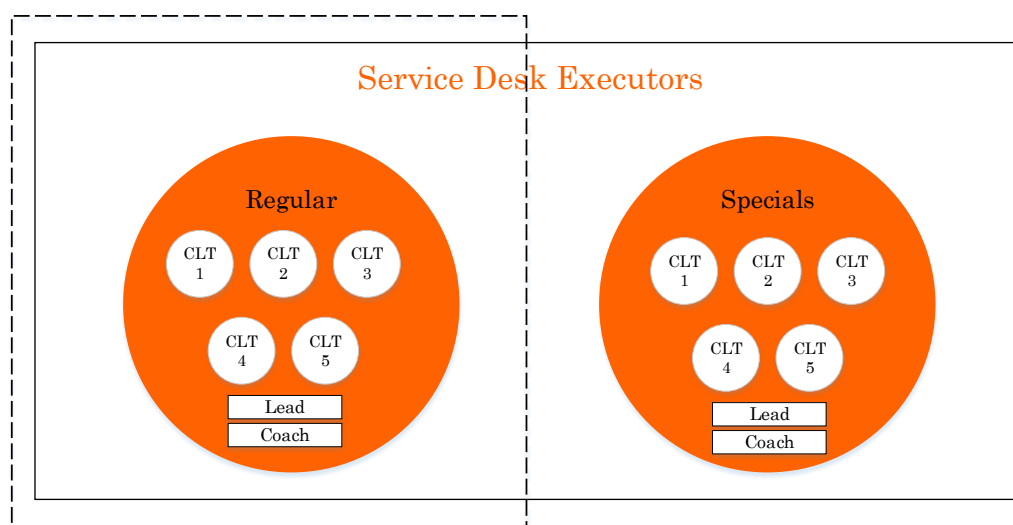 Service Desk Executors
Regular
CLT
1
CLT
2
CLT
3
CLT
4
CLT
5
Lead
Coach
Specials
CLT
1
CLT
2
CLT
3
CLT
4
CLT
5
Lead
Coach